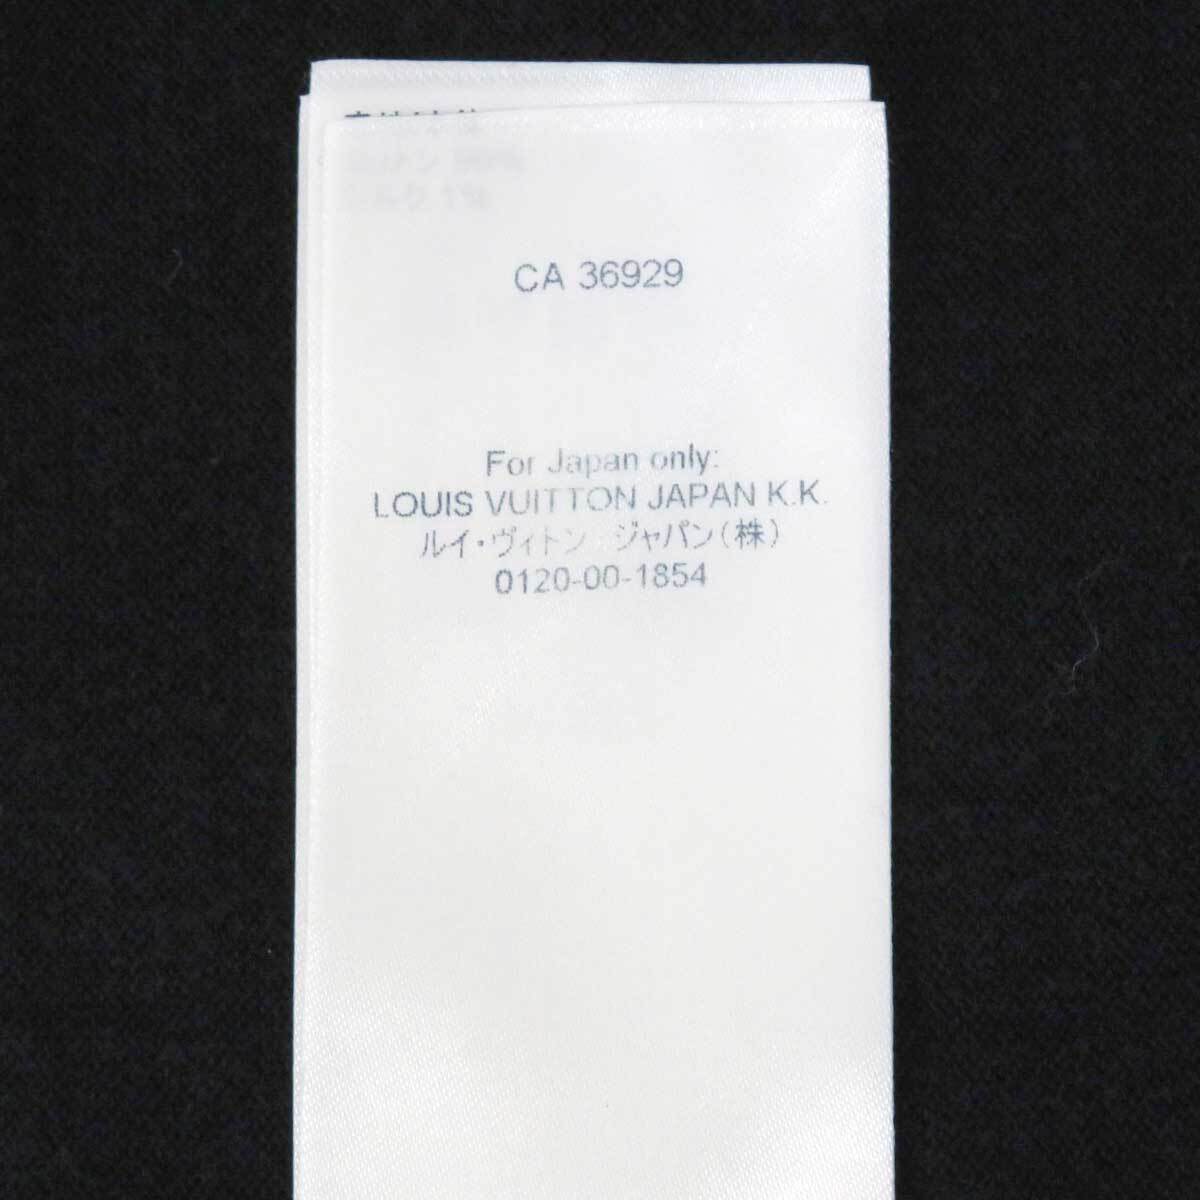 CA 36929
For Japan only:
LOUIS VUITTON JAPAN K.K.
ルイ・ヴィトン ジャパン(株)
0120-00-1854